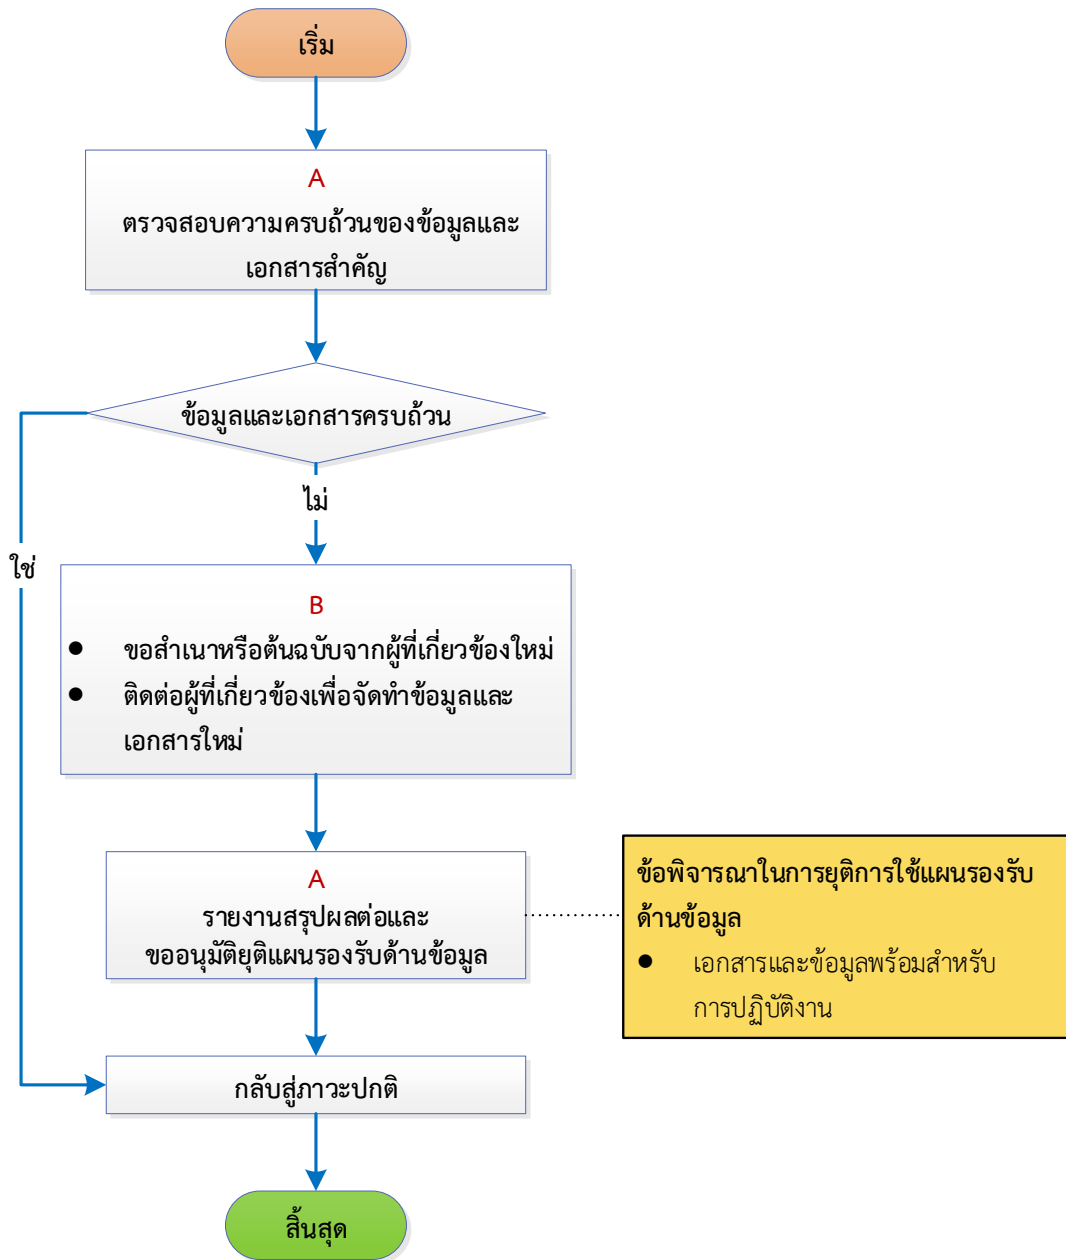 เริ่ม
A
ตรวจสอบความครบถ้วนของข้อมูลและ
เอกสารสำคัญ
ข้อมูลและเอกสารครบถ้วน
ไม่
ใช่
B
● ขอสำเนาหรือต้นฉบับจากผู้ที่เกี่ยวข้องใหม่
● ติดต่อผู้ที่เกี่ยวข้องเพื่อจัดทำข้อมูลและ
เอกสารใหม่
A
รายงานสรุปผลต่อและ
ขออนุมัติยุติแผนรองรับด้านข้อมูล
ข้อพิจารณาในการยุติการใช้แผนรองรับ
ด้านข้อมูล
● เอกสารและข้อมูลพร้อมสำหรับ
การปฏิบัติงาน
กลับสู่ภาวะปกติ
สิ้นสุด